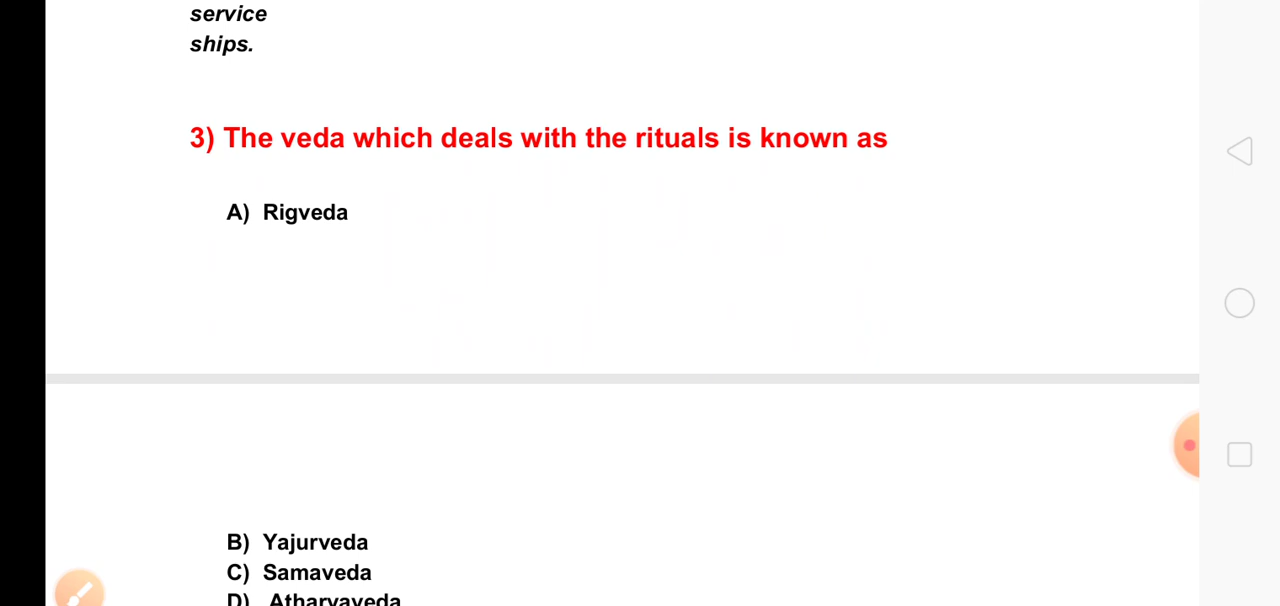 service
ships.
3) The veda which deals with the rituals is known as
A) Rigveda
B) Yajurveda
C) Samaveda
D) Atharvaveda